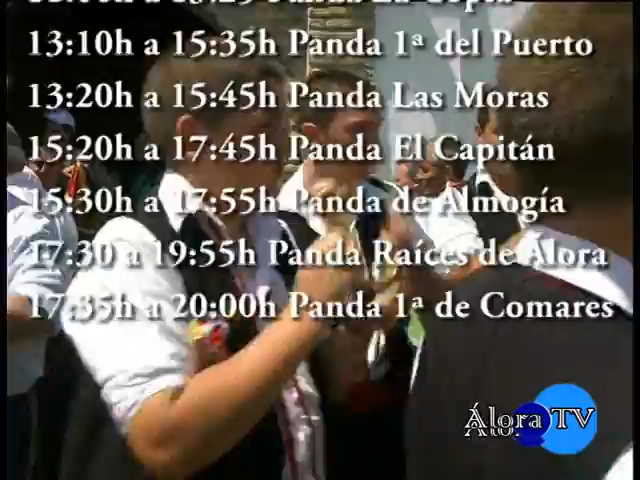 13:10h a 15:35h Panda 1ª del Puerto
13:20h a 15:45h Panda Las Moras
15:20h a 17:45h Panda El Capitán
15:30h a 17:55h Panda de Almogía
17:30 a 19:55h Panda Raíces de Álora
17:35h a 20:00h Panda 1ª de Comares
Álora TV